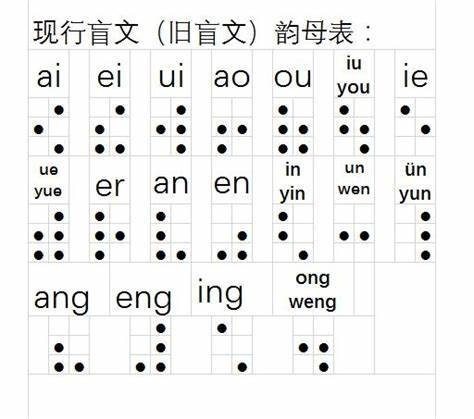 现行盲文（旧盲文）韵母表：
ai ei ui ao ou iu ie
you
ue er an en in un ün
yue yin wen yun
ang eng ing ong
weng